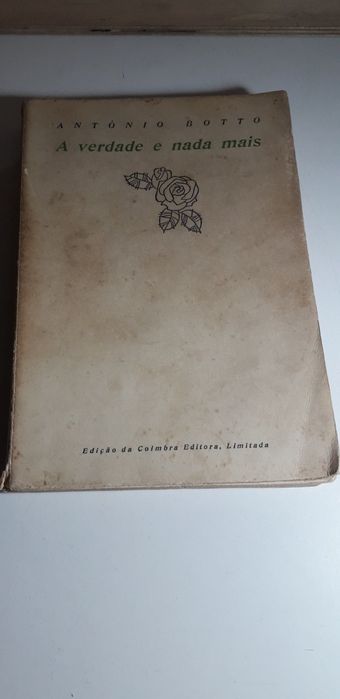 ANTÓNIO BOTTO
A verdade e nada mais
Edição da Coimbra Editora, Limitada